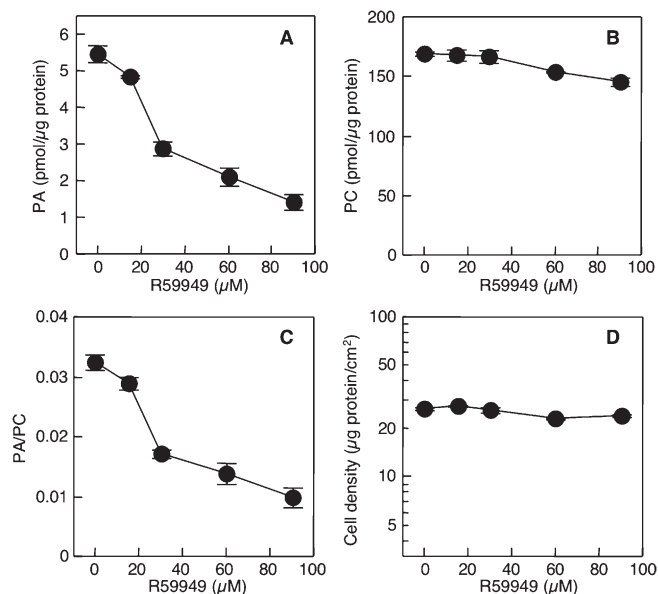 A
PA (pmol/µg protein)
6
5
4
3
2
1
0
0 20 40 60 80 100
R59949 (µM)
B
PC (pmol/µg protein)
200
150
100
50
0
0 20 40 60 80 100
R59949 (µM)
C
PA/PC
0.04
0.03
0.02
0.01
0
0 20 40 60 80 100
R59949 (µM)
D
Cell density (µg protein/cm²)
100
50
20
10
5
0 20 40 60 80 100
R59949 (µM)